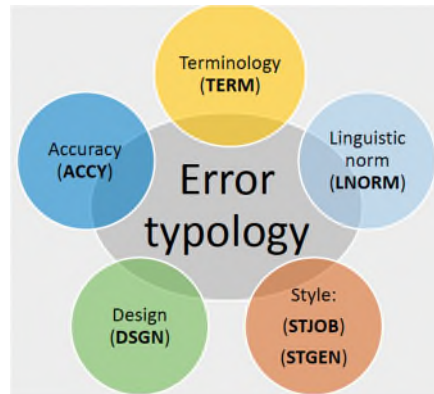 Terminology
(TERM)
Accuracy
(ACCY)
Linguistic
norm
(LNORM)
Error
typology
Design
(DSGN)
Style:
(STJOB)
(STGEN)